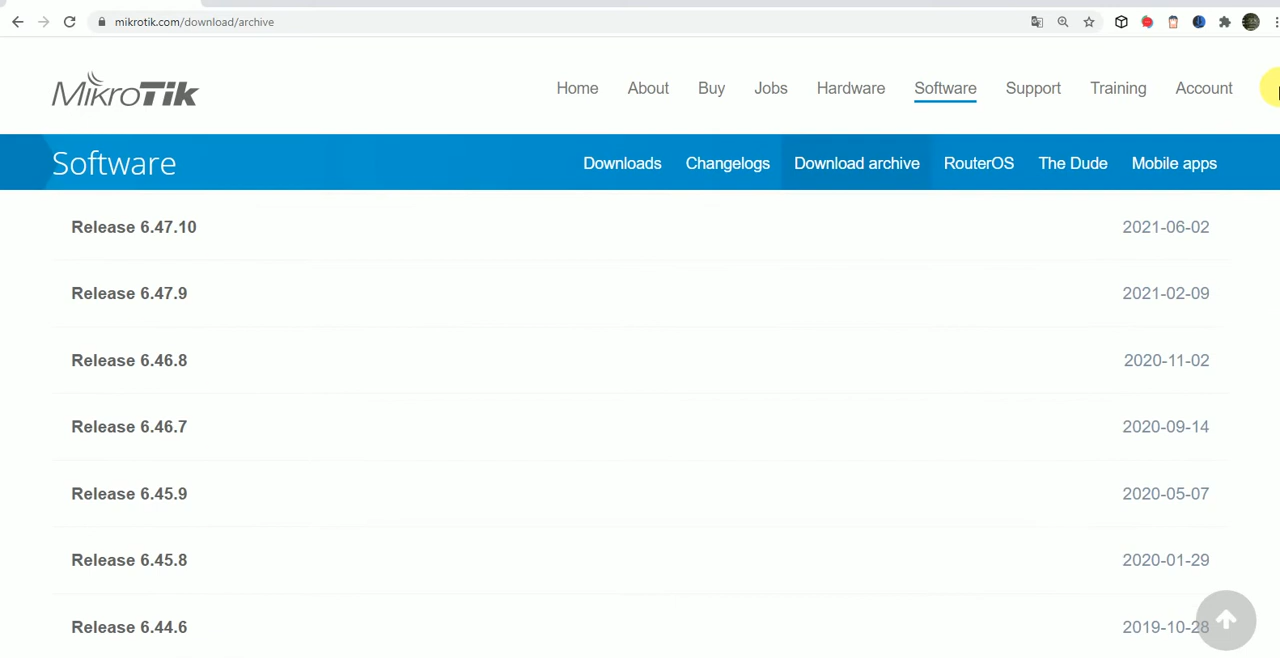 mikrotik.com/download/archive
MikroTik
Home About Buy Jobs Hardware Software Support Training Account
Software
Downloads Changelogs Download archive RouterOS The Dude Mobile apps
Release 6.47.10 2021-06-02
Release 6.47.9 2021-02-09
Release 6.46.8 2020-11-02
Release 6.46.7 2020-09-14
Release 6.45.9 2020-05-07
Release 6.45.8 2020-01-29
Release 6.44.6 2019-10-28